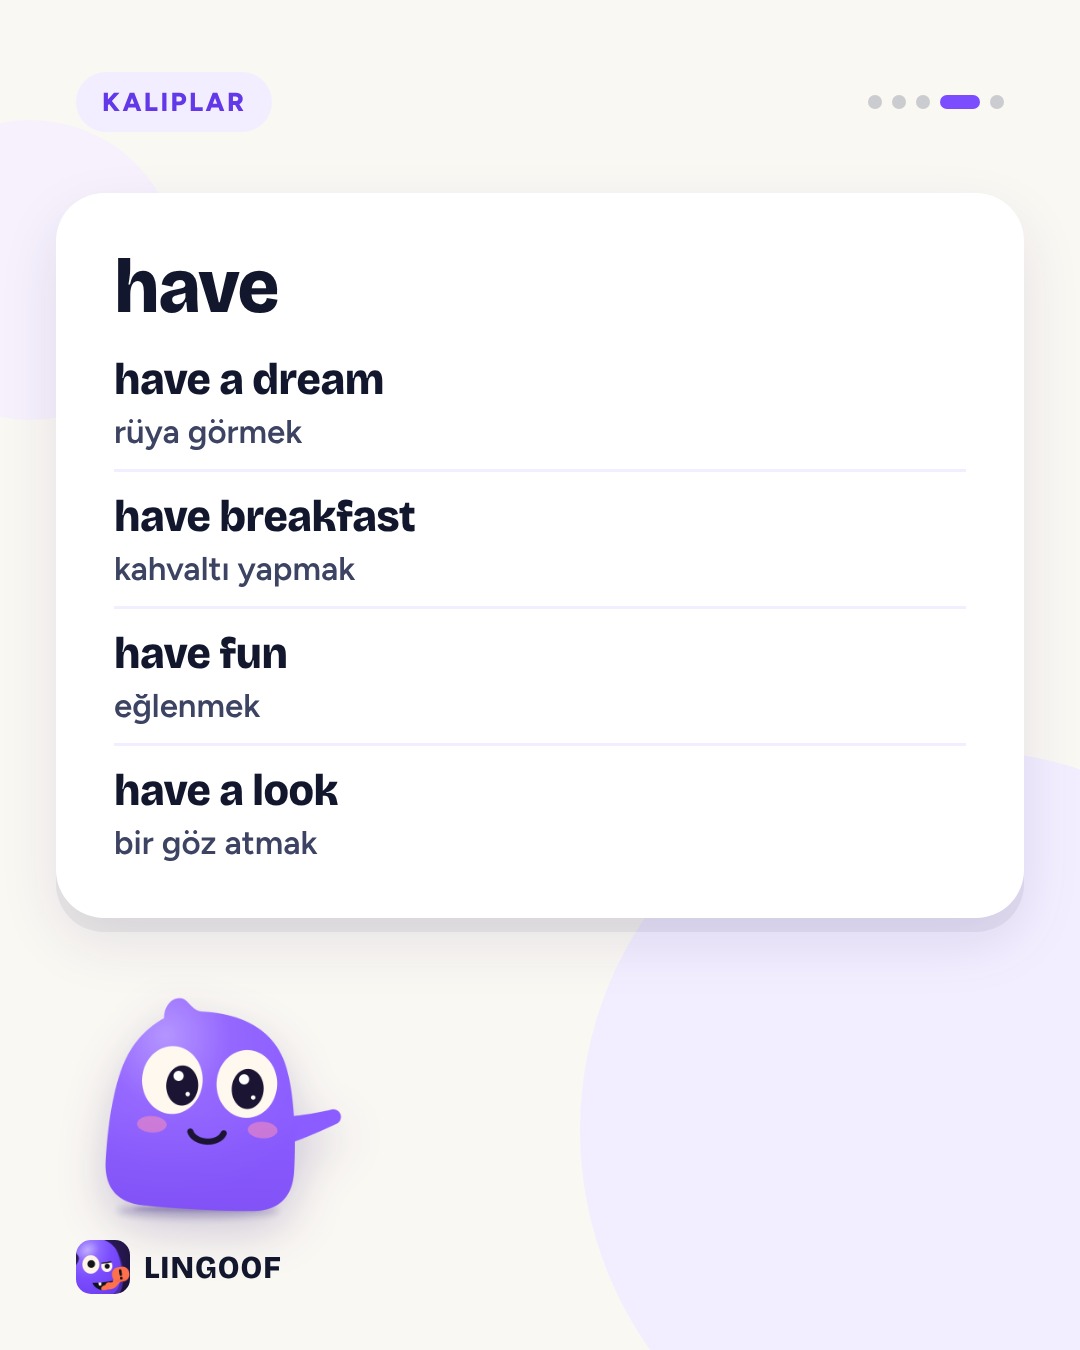 KALIPLAR
have
have a dream
rüya görmek
have breakfast
kahvaltı yapmak
have fun
eğlenmek
have a look
bir göz atmak
LINGOOF